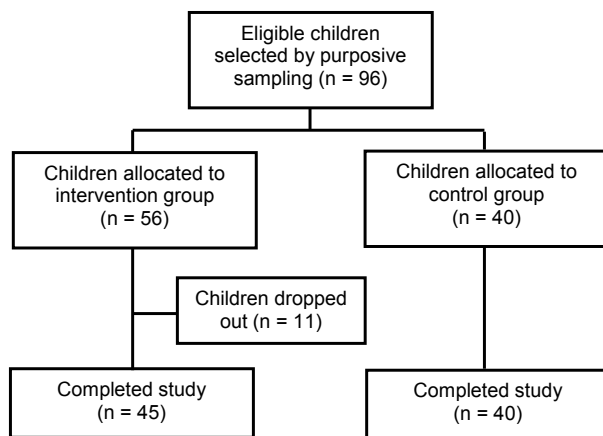 Eligible children
selected by purposive
sampling (n = 96)
Children allocated to
intervention group
(n = 56)
Children allocated to
control group
(n = 40)
Children dropped
out (n = 11)
Completed study
(n = 45)
Completed study
(n = 40)